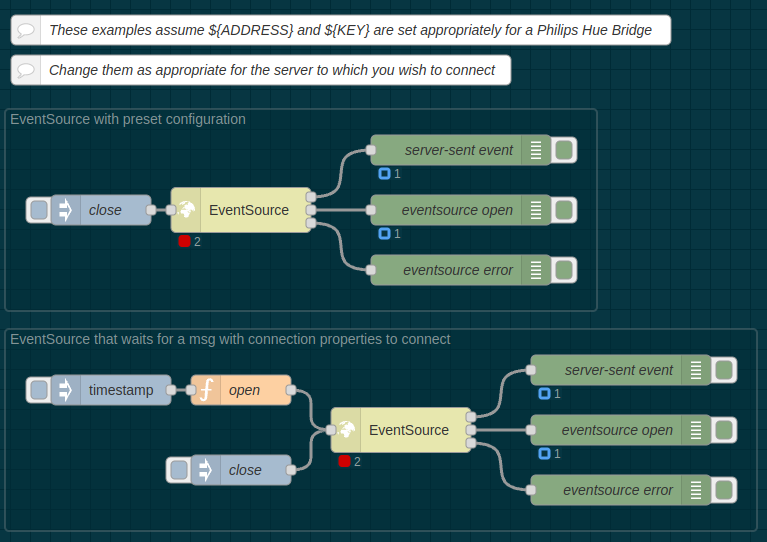 These examples assume ${ADDRESS} and ${KEY} are set appropriately for a Philips Hue Bridge
Change them as appropriate for the server to which you wish to connect
EventSource with preset configuration
server-sent event
1
close
EventSource
eventsource open
2
1
eventsource error
EventSource that waits for a msg with connection properties to connect
server-sent event
timestamp
open
1
EventSource
eventsource open
1
2
close
eventsource error